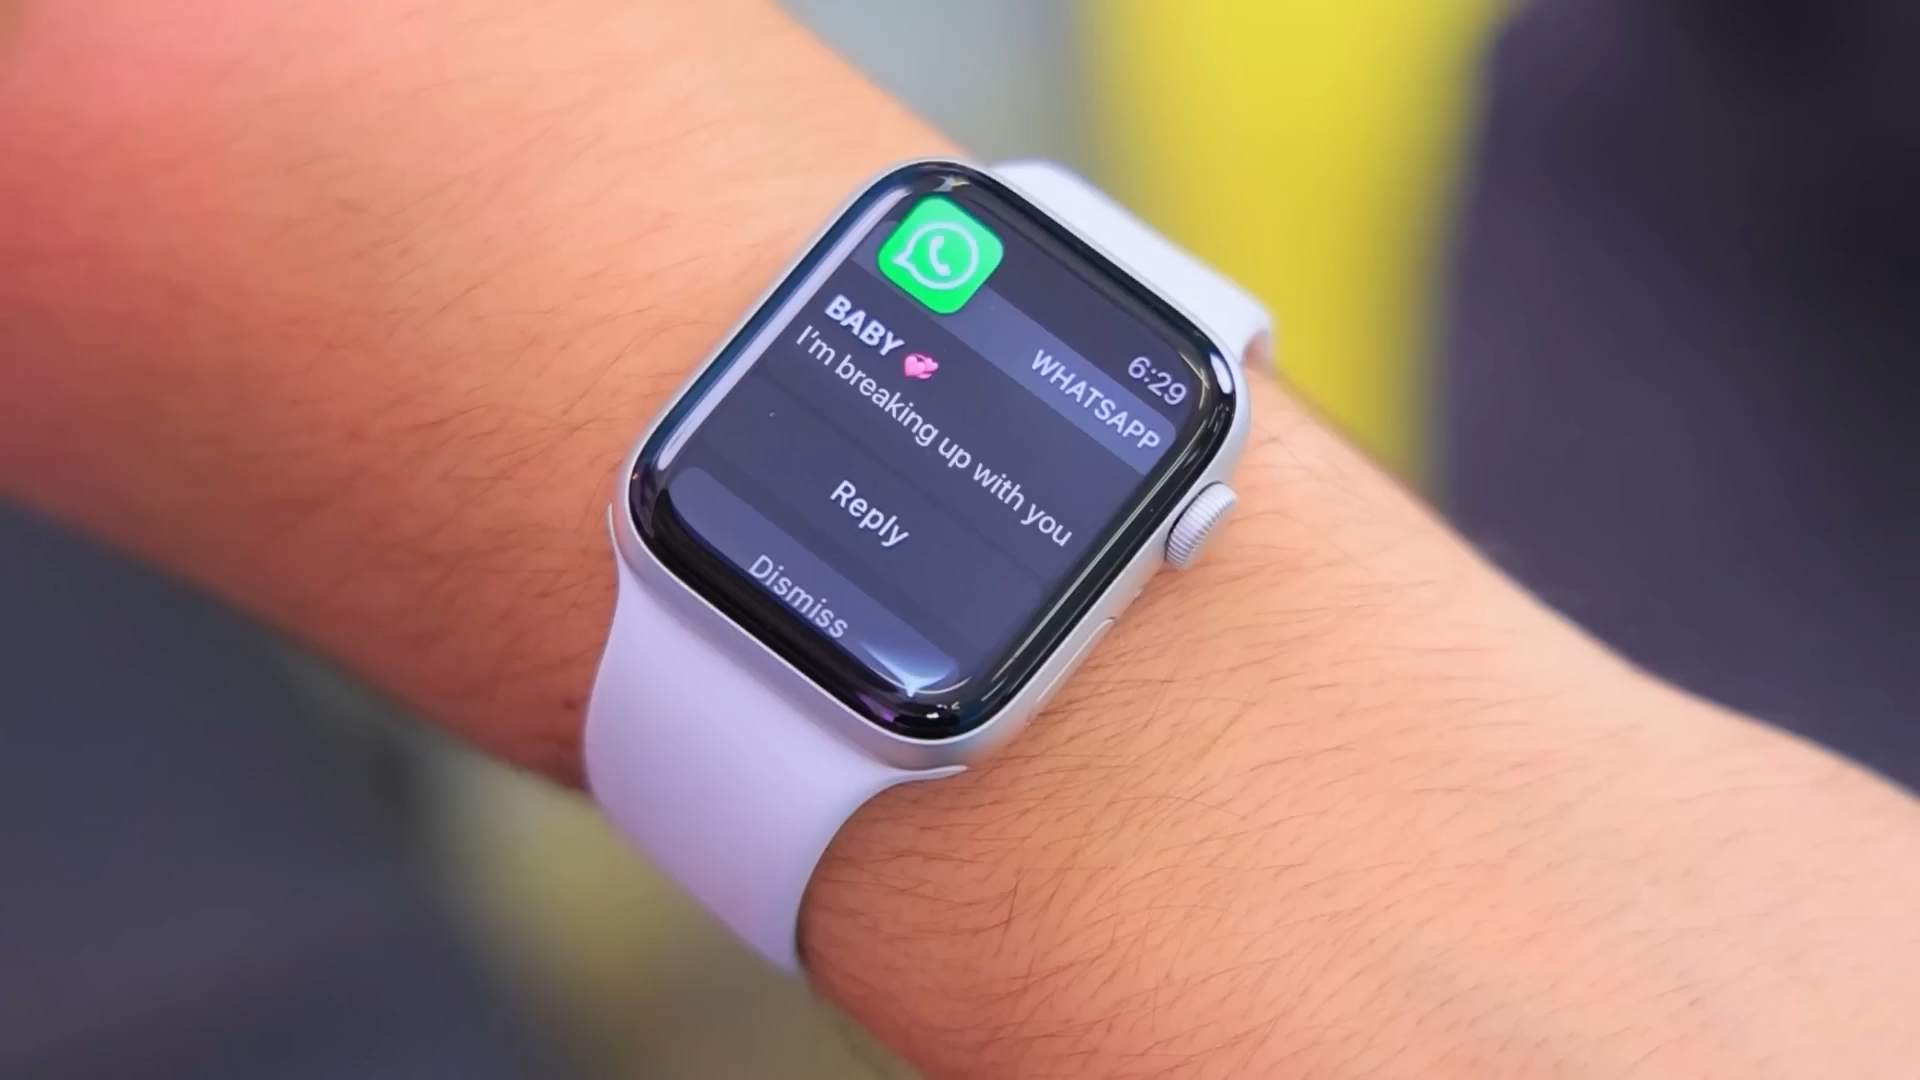 6:29
WHATSAPP
BABY 💞
I'm breaking up with you
Reply
Dismiss